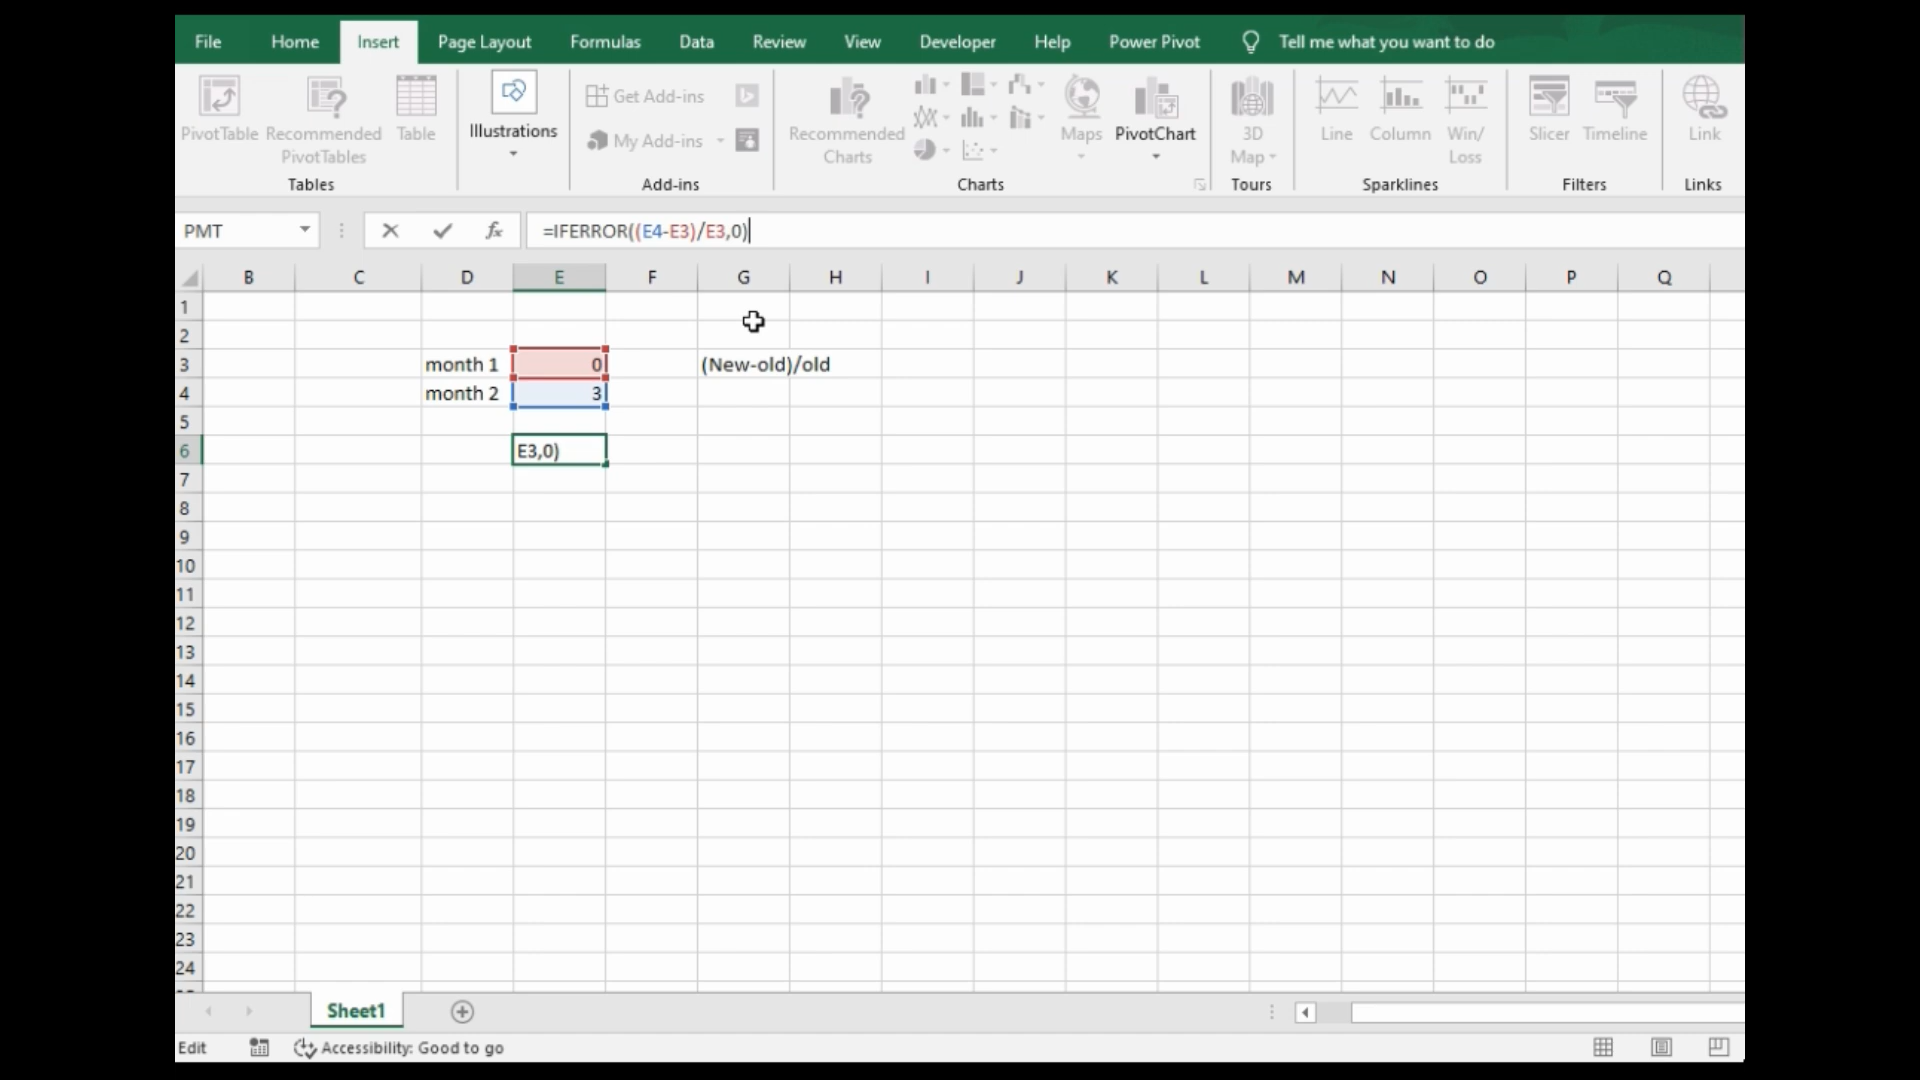 File Home Insert Page Layout Formulas Data Review View Developer Help Power Pivot Tell me what you want to do
PivotTable Recommended PivotTables Table Illustrations Get Add-ins My Add-ins Recommended Charts Maps PivotChart 3D Map Line Column Win/ Loss Slicer Timeline Link
Tables Add-ins Charts Tours Sparklines Filters Links
PMT fx =IFERROR((E4-E3)/E3,0)
B C D E F G H I J K L M N O P Q
1
2
3 month 1 0 (New-old)/old
4 month 2 3
5
6 E3,0)
7
8
9
10
11
12
13
14
15
16
17
18
19
20
21
22
23
24
Sheet1
Edit Accessibility: Good to go